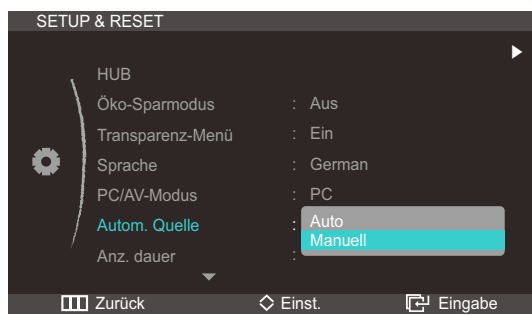 SETUP & RESET
HUB
Öko-Sparmodus : Aus
Transparenz-Menü : Ein
Sprache : German
PC/AV-Modus : PC
Autom. Quelle : Auto
Manuell
Anz. dauer :
Zurück Einst. Eingabe